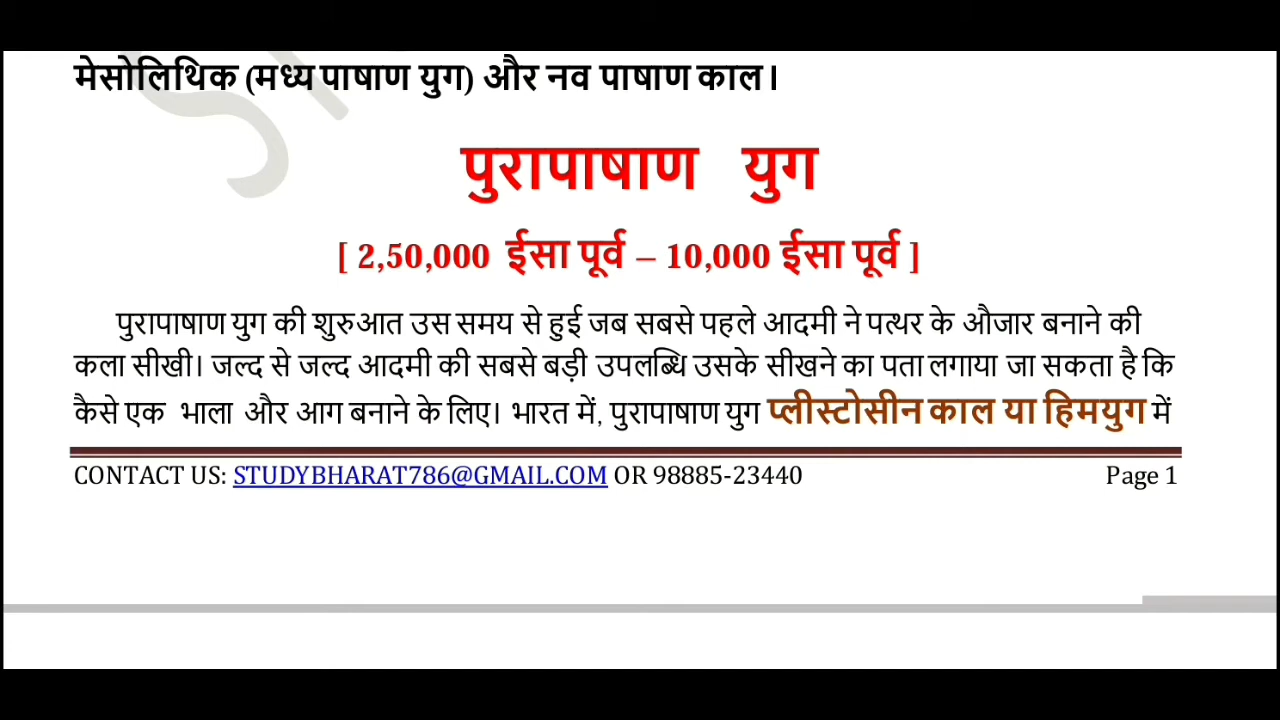 मेसोलिथिक (मध्य पाषाण युग) और नव पाषाण काल।
पुरापाषाण युग
[ 2,50,000 ईसा पूर्व – 10,000 ईसा पूर्व ]
पुरापाषाण युग की शुरुआत उस समय से हुई जब सबसे पहले आदमी ने पत्थर के औजार बनाने की
कला सीखी। जल्द से जल्द आदमी की सबसे बड़ी उपलब्धि उसके सीखने का पता लगाया जा सकता है कि
कैसे एक भाला और आग बनाने के लिए। भारत में, पुरापाषाण युग प्लीस्टोसीन काल या हिमयुग में
CONTACT US: STUDYBHARAT786@GMAIL.COM OR 98885-23440 Page 1